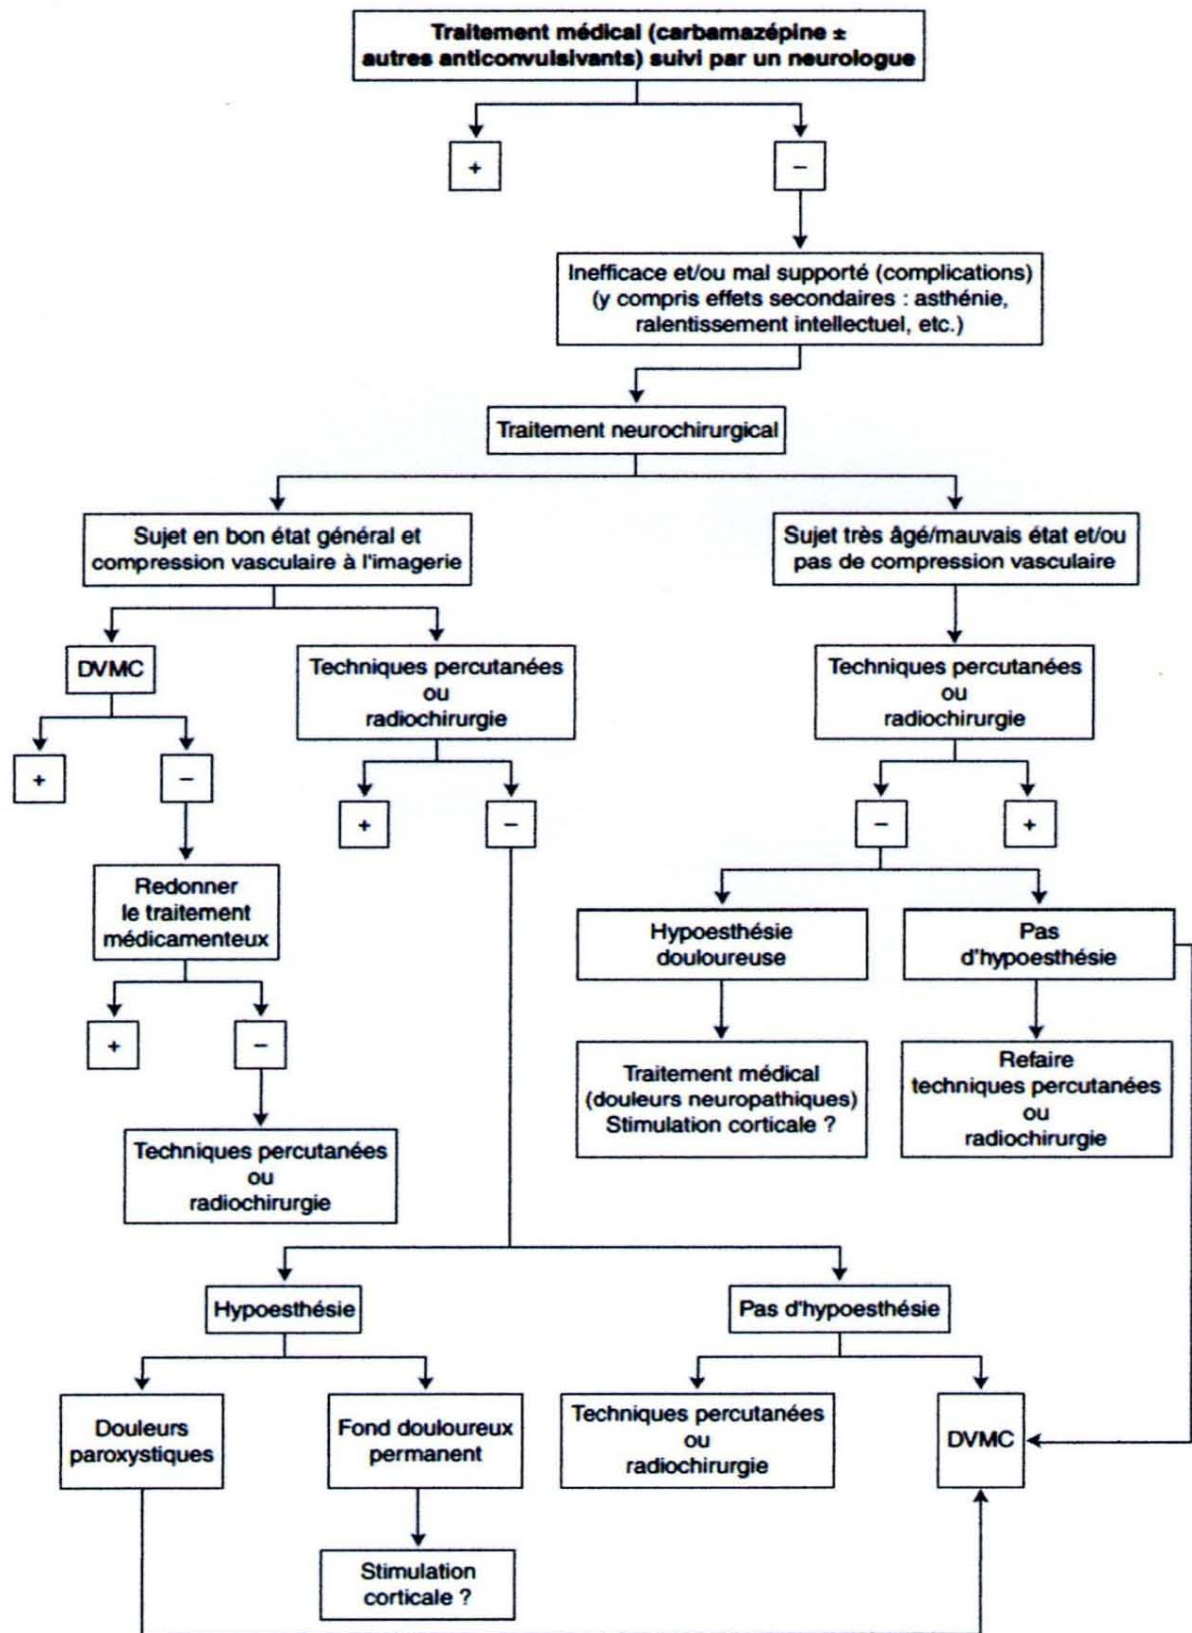 Traitement médical (carbamazépine ±
autres anticonvulsivants) suivi par un neurologue
+
–
Inefficace et/ou mal supporté (complications)
(y compris effets secondaires : asthénie,
ralentissement intellectuel, etc.)
Traitement neurochirurgical
Sujet en bon état général et
compression vasculaire à l'imagerie
Sujet très âgé/mauvais état et/ou
pas de compression vasculaire
DVMC
Techniques percutanées
ou
radiochirurgie
Techniques percutanées
ou
radiochirurgie
+
–
+
–
–
+
Redonner
le traitement
médicamenteux
Hypoesthésie
douloureuse
Pas
d'hypoesthésie
+
–
Traitement médical
(douleurs neuropathiques)
Stimulation corticale ?
Refaire
techniques percutanées
ou
radiochirurgie
Techniques percutanées
ou
radiochirurgie
Hypoesthésie
Pas d'hypoesthésie
Douleurs
paroxystiques
Fond douloureux
permanent
Techniques percutanées
ou
radiochirurgie
DVMC
Stimulation
corticale ?